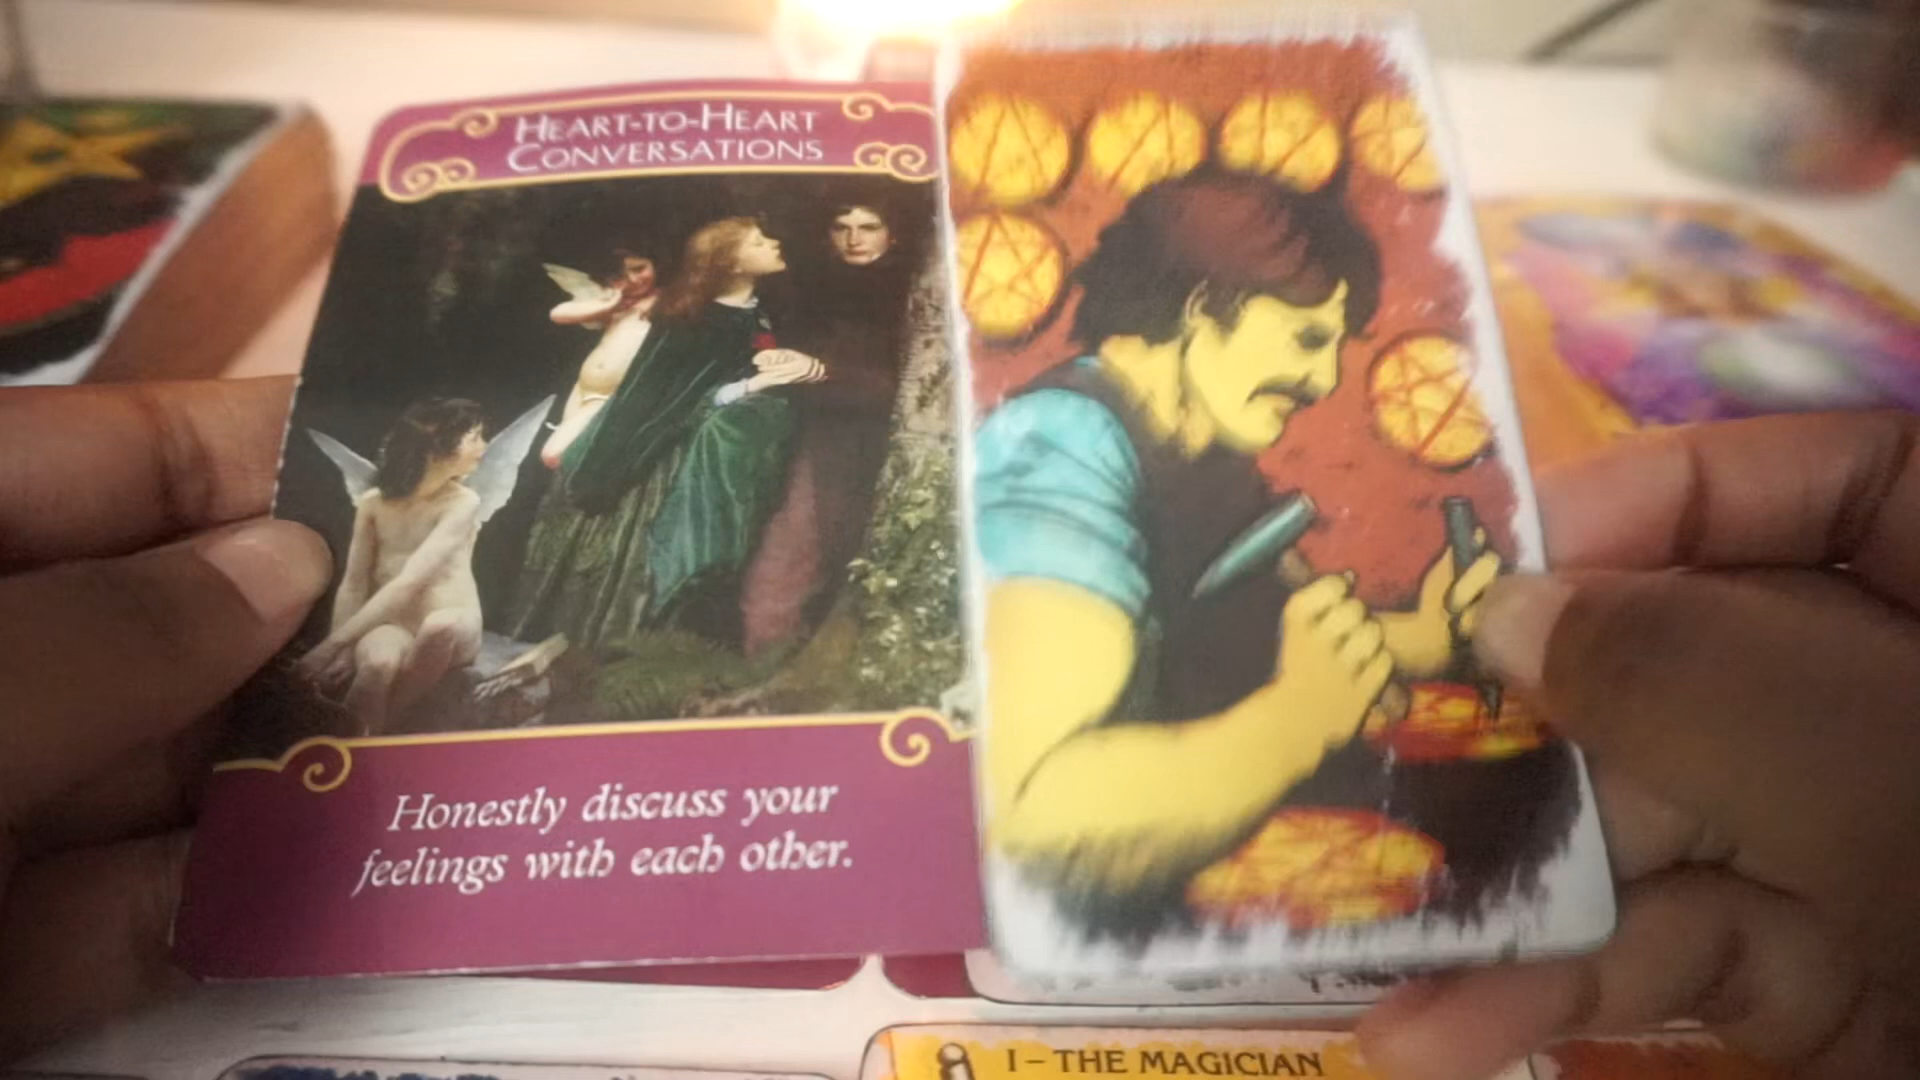 HEART-TO-HEART
CONVERSATIONS
Honestly discuss your
feelings with each other.
I – THE MAGICIAN